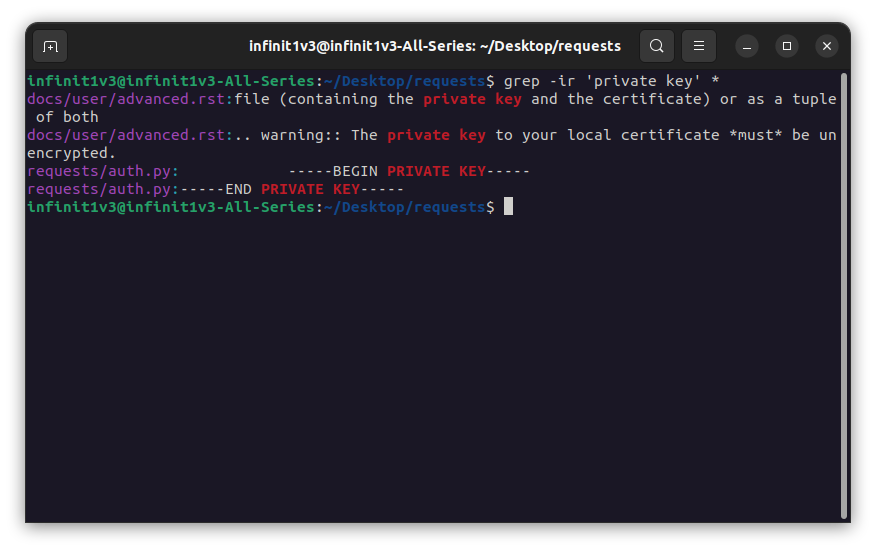 infinit1v3@infinit1v3-All-Series: ~/Desktop/requests
infinit1v3@infinit1v3-All-Series:~/Desktop/requests$ grep -ir 'private key' *
docs/user/advanced.rst:file (containing the private key and the certificate) or as a tuple
 of both
docs/user/advanced.rst:.. warning:: The private key to your local certificate *must* be un
encrypted.
requests/auth.py:            -----BEGIN PRIVATE KEY-----
requests/auth.py:-----END PRIVATE KEY-----
infinit1v3@infinit1v3-All-Series:~/Desktop/requests$